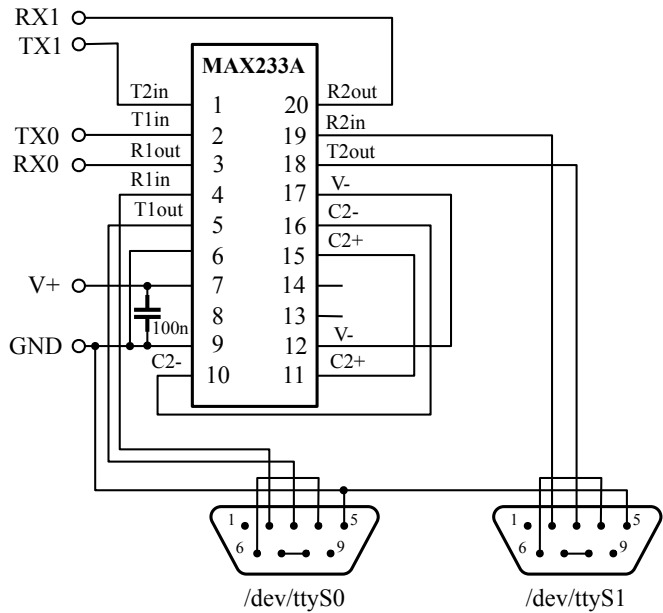 RX1
TX1
MAX233A
T2in 1 20 R2out
T1in 2 19 R2in
TX0
R1out 3 18 T2out
RX0
R1in 4 17 V-
T1out 5 16 C2-
6 15 C2+
V+ 7 14
100n 8 13
GND 9 12 V-
C2- 10 11 C2+
1 5 1 5
6 9 6 9
/dev/ttyS0 /dev/ttyS1